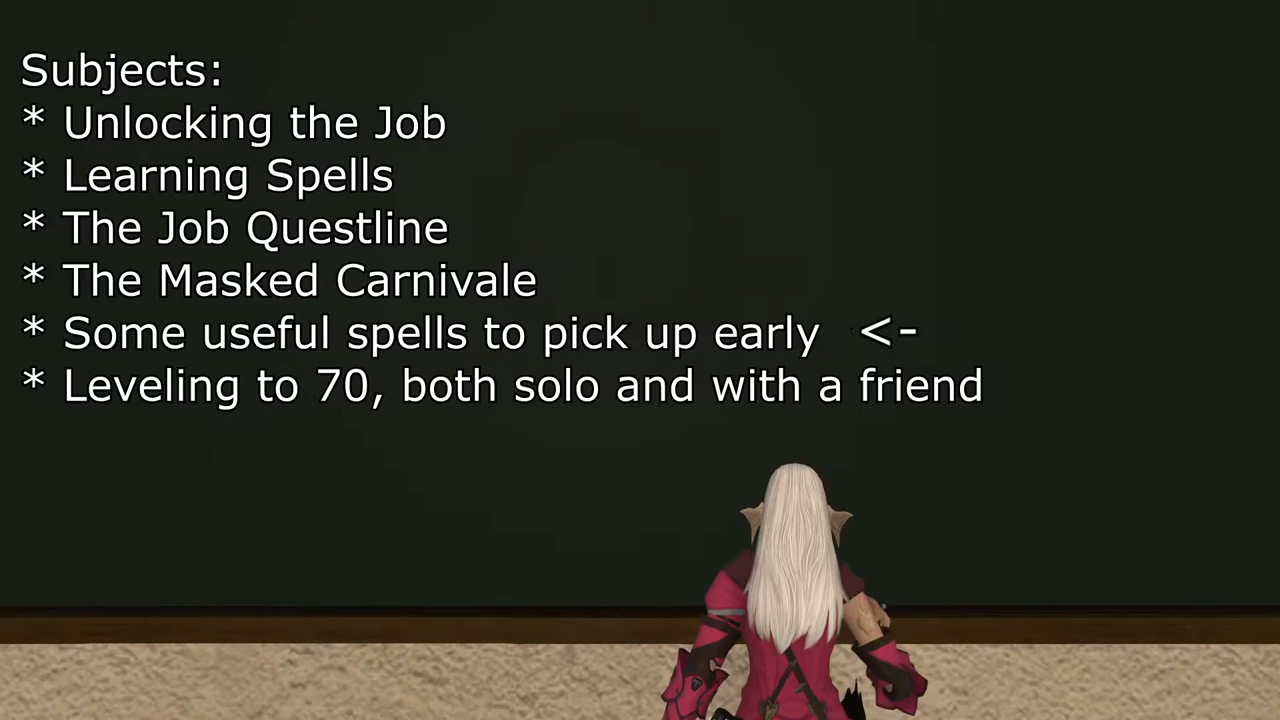 Subjects:
* Unlocking the Job
* Learning Spells
* The Job Questline
* The Masked Carnivale
* Some useful spells to pick up early <-
* Leveling to 70, both solo and with a friend